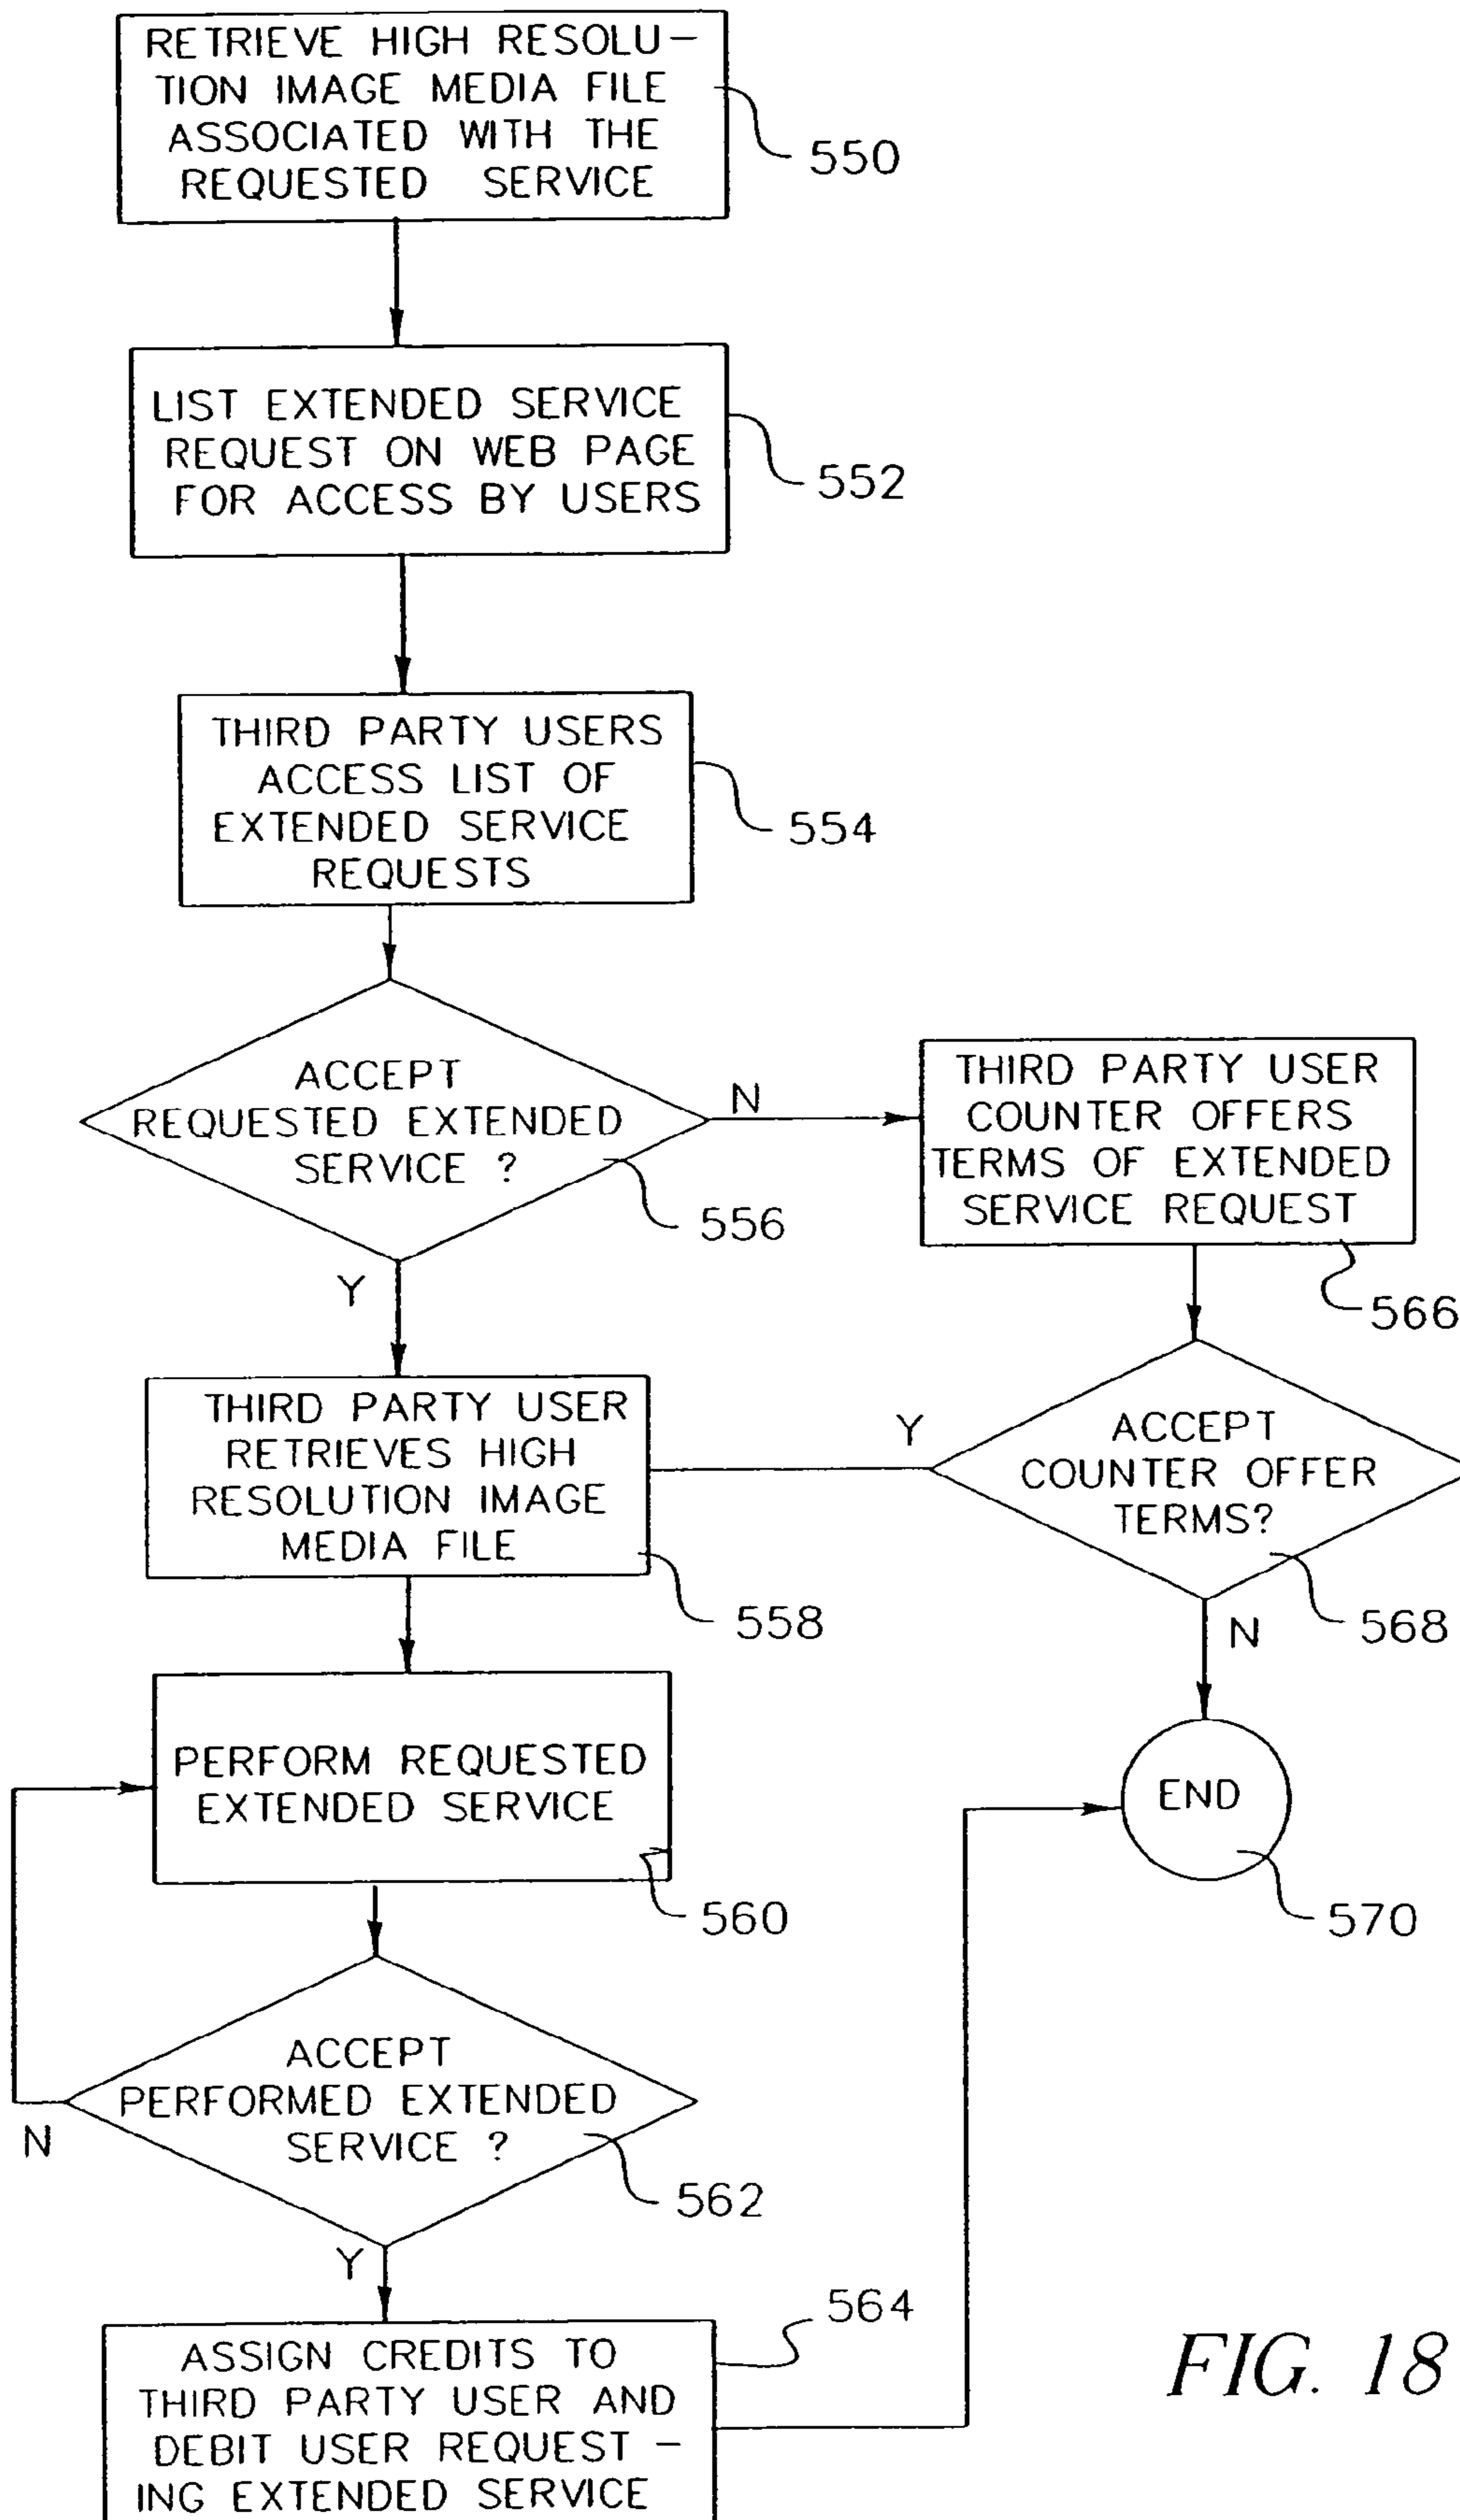 RETRIEVE HIGH RESOLU-
TION IMAGE MEDIA FILE
ASSOCIATED WITH THE
REQUESTED SERVICE
550
LIST EXTENDED SERVICE
REQUEST ON WEB PAGE
FOR ACCESS BY USERS
552
THIRD PARTY USERS
ACCESS LIST OF
EXTENDED SERVICE
REQUESTS
554
ACCEPT
REQUESTED EXTENDED
SERVICE ?
556
N
THIRD PARTY USER
COUNTER OFFERS
TERMS OF EXTENDED
SERVICE REQUEST
566
Y
THIRD PARTY USER
RETRIEVES HIGH
RESOLUTION IMAGE
MEDIA FILE
558
Y
ACCEPT
COUNTER OFFER
TERMS?
568
N
PERFORM REQUESTED
EXTENDED SERVICE
560
END
570
ACCEPT
PERFORMED EXTENDED
SERVICE ?
562
N
Y
564
ASSIGN CREDITS TO
THIRD PARTY USER AND
DEBIT USER REQUEST -
ING EXTENDED SERVICE
FIG. 18